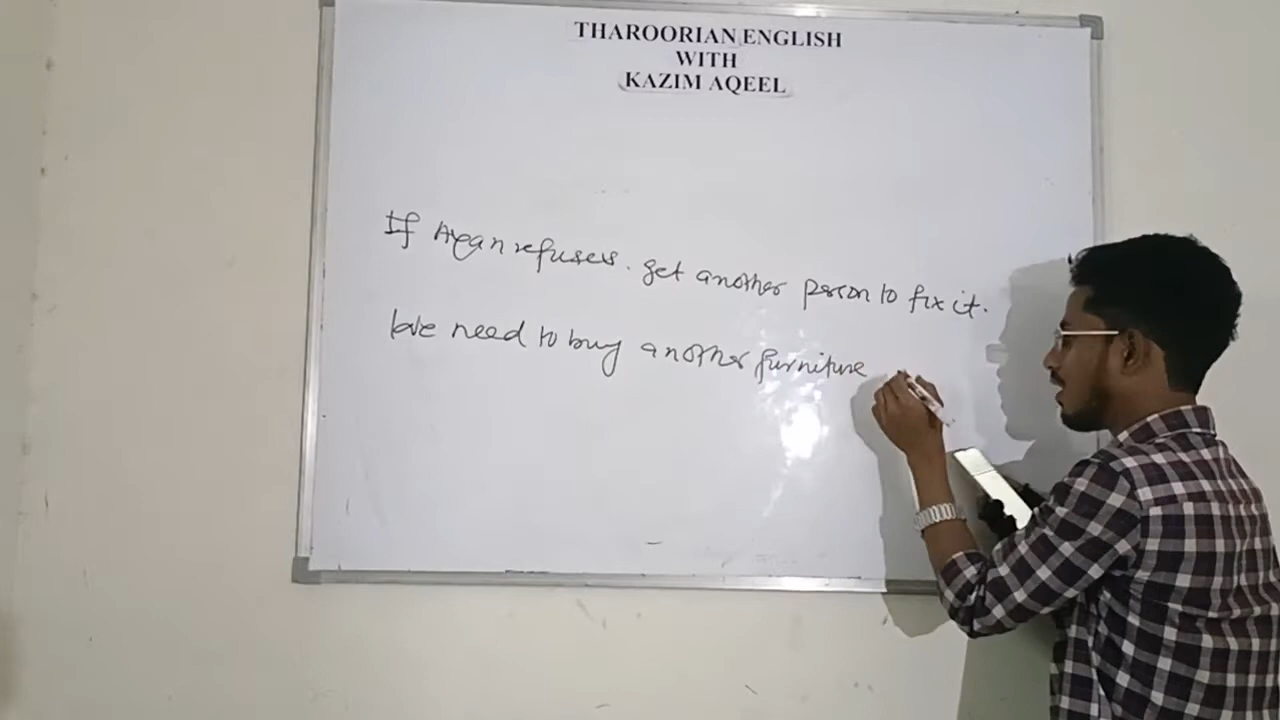 THAROORIAN ENGLISH
WITH
KAZIM AQEEL
If Ayan refuses. get another person to fix it.
We need to buy another furniture